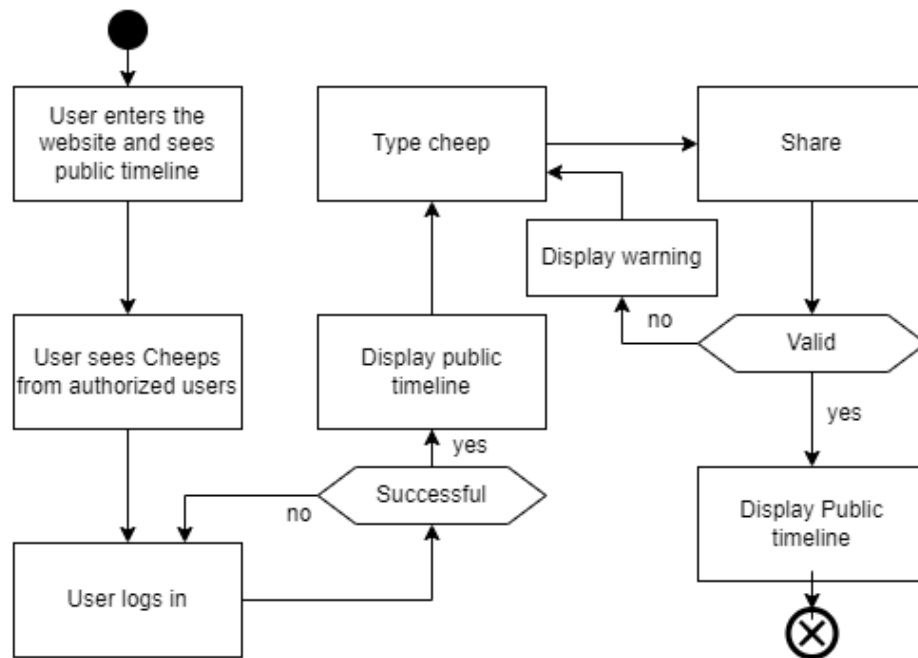 User enters the
website and sees
public timeline
User sees Cheeps
from authorized users
User logs in
Successful
no
yes
Display public
timeline
Type cheep
Share
Valid
no
Display warning
yes
Display Public
timeline